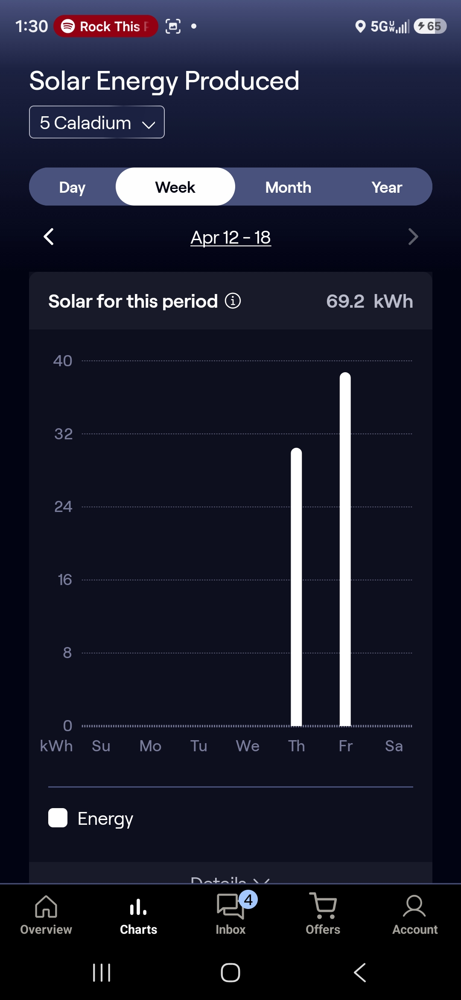 1:30 Rock This 5G UW 65
Solar Energy Produced
5 Caladium
Day Week Month Year
Apr 12 - 18
Solar for this period 69.2 kWh
40
32
24
16
8
0
kWh Su Mo Tu We Th Fr Sa
Energy
Details
4
Overview Charts Inbox Offers Account